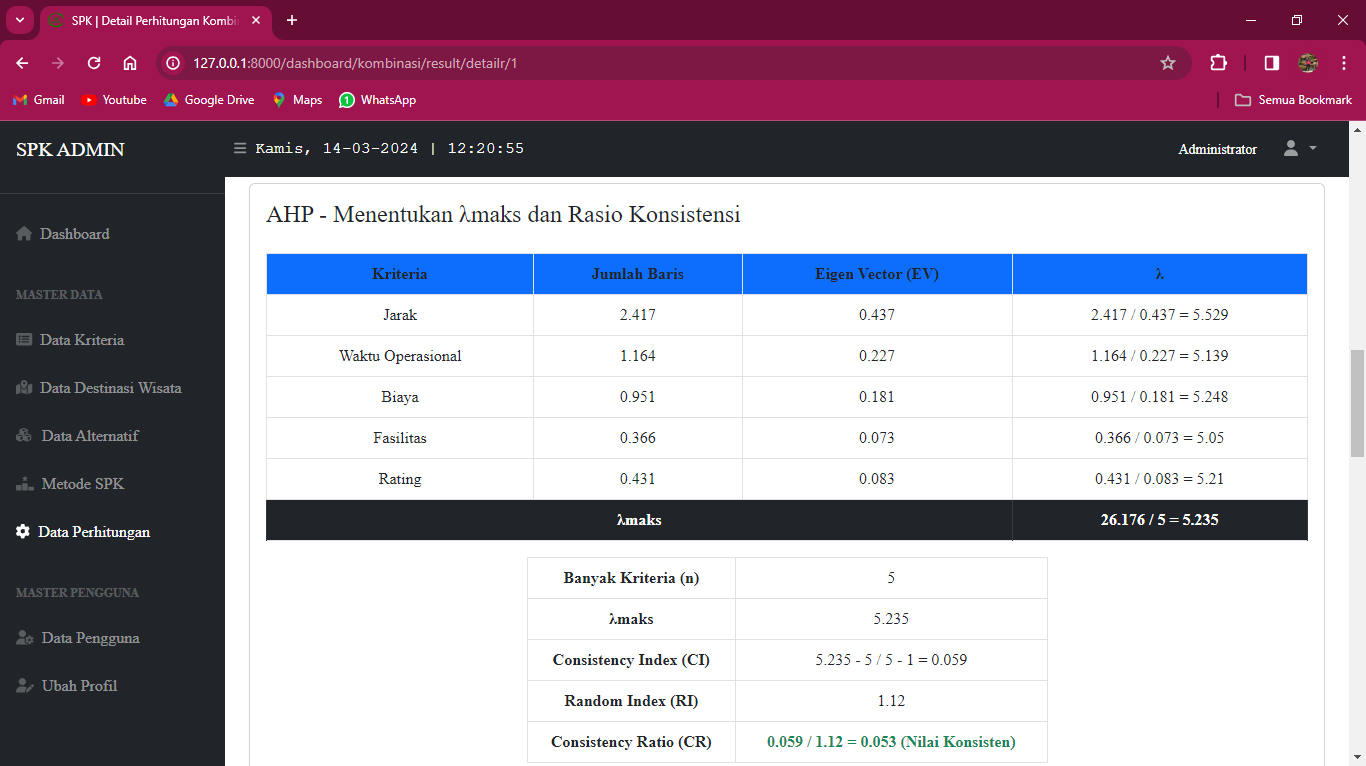 SPK | Detail Perhitungan Kombi
127.0.0.1:8000/dashboard/kombinasi/result/detailr/1
Gmail Youtube Google Drive Maps WhatsApp Semua Bookmark
SPK ADMIN
Kamis, 14-03-2024 | 12:20:55
Administrator
Dashboard
MASTER DATA
Data Kriteria
Data Destinasi Wisata
Data Alternatif
Metode SPK
Data Perhitungan
MASTER PENGGUNA
Data Pengguna
Ubah Profil
AHP - Menentukan λmaks dan Rasio Konsistensi
Kriteria Jumlah Baris Eigen Vector (EV) λ
Jarak 2.417 0.437 2.417 / 0.437 = 5.529
Waktu Operasional 1.164 0.227 1.164 / 0.227 = 5.139
Biaya 0.951 0.181 0.951 / 0.181 = 5.248
Fasilitas 0.366 0.073 0.366 / 0.073 = 5.05
Rating 0.431 0.083 0.431 / 0.083 = 5.21
λmaks 26.176 / 5 = 5.235
Banyak Kriteria (n) 5
λmaks 5.235
Consistency Index (CI) 5.235 - 5 / 5 - 1 = 0.059
Random Index (RI) 1.12
Consistency Ratio (CR) 0.059 / 1.12 = 0.053 (Nilai Konsisten)